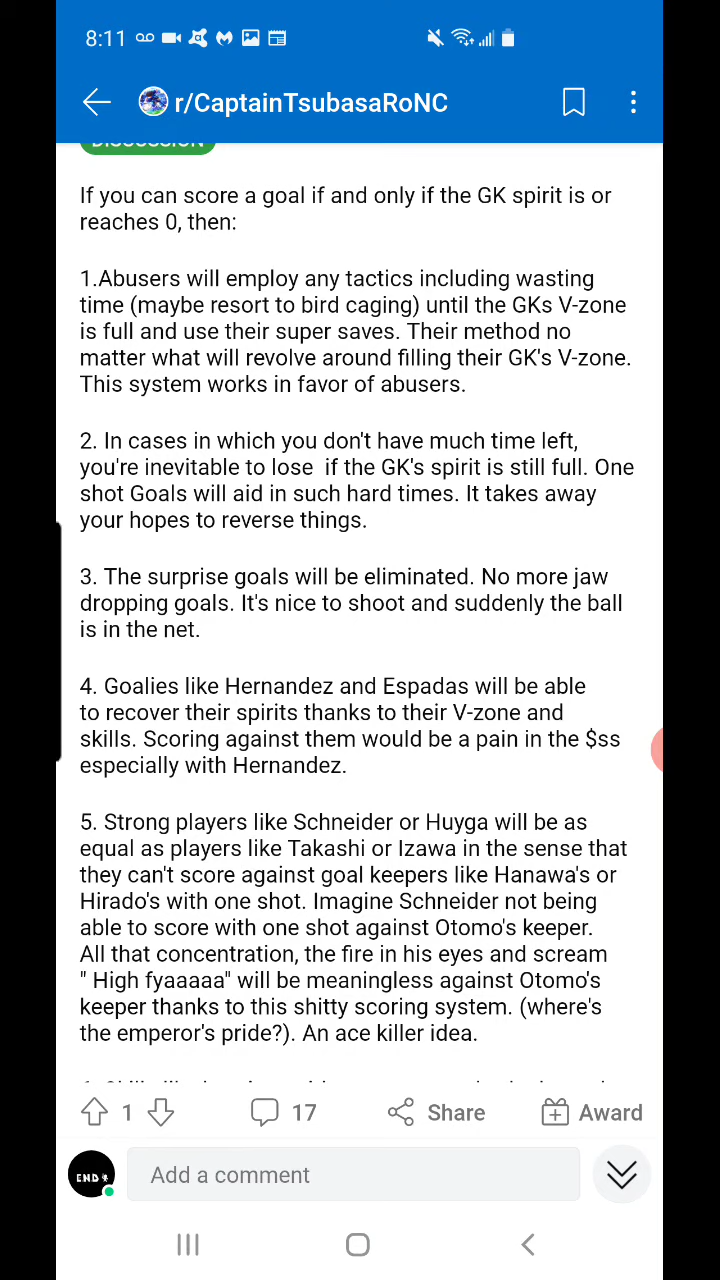 8:11
r/CaptainTsubasaRoNC
DISCUSSION
If you can score a goal if and only if the GK spirit is or
reaches 0, then:
1.Abusers will employ any tactics including wasting
time (maybe resort to bird caging) until the GKs V-zone
is full and use their super saves. Their method no
matter what will revolve around filling their GK's V-zone.
This system works in favor of abusers.
2. In cases in which you don't have much time left,
you're inevitable to lose  if the GK's spirit is still full. One
shot Goals will aid in such hard times. It takes away
your hopes to reverse things.
3. The surprise goals will be eliminated. No more jaw
dropping goals. It's nice to shoot and suddenly the ball
is in the net.
4. Goalies like Hernandez and Espadas will be able
to recover their spirits thanks to their V-zone and
skills. Scoring against them would be a pain in the $ss
especially with Hernandez.
5. Strong players like Schneider or Huyga will be as
equal as players like Takashi or Izawa in the sense that
they can't score against goal keepers like Hanawa's or
Hirado's with one shot. Imagine Schneider not being
able to score with one shot against Otomo's keeper.
All that concentration, the fire in his eyes and scream
" High fyaaaaa" will be meaningless against Otomo's
keeper thanks to this shitty scoring system. (where's
the emperor's pride?). An ace killer idea.
1
17
Share
Award
END
Add a comment